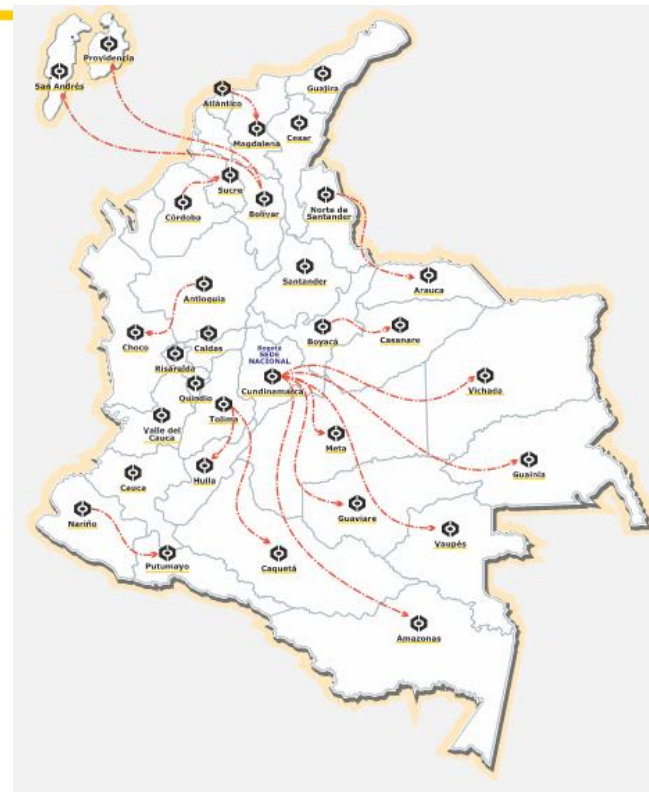 Providencia
San Andrés
Guajira
Atlántico
Magdalena
Cesar
Sucre
Córdoba
Bolívar
Norte de
Santander
Santander
Arauca
Antioquia
Choco
Caldas
Boyacá
Casanare
Bogotá
SEDE
NACIONAL
Risaralda
Cundinamarca
Vichada
Quindio
Tolima
Valle del
Cauca
Meta
Guainia
Cauca
Huila
Guaviare
Nariño
Vaupés
Putumayo
Caquetá
Amazonas